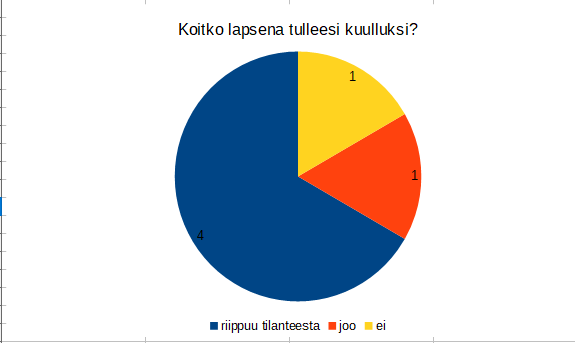 Koitko lapsena tulleesi kuulluksi?
1
1
4
riippuu tilanteesta joo ei